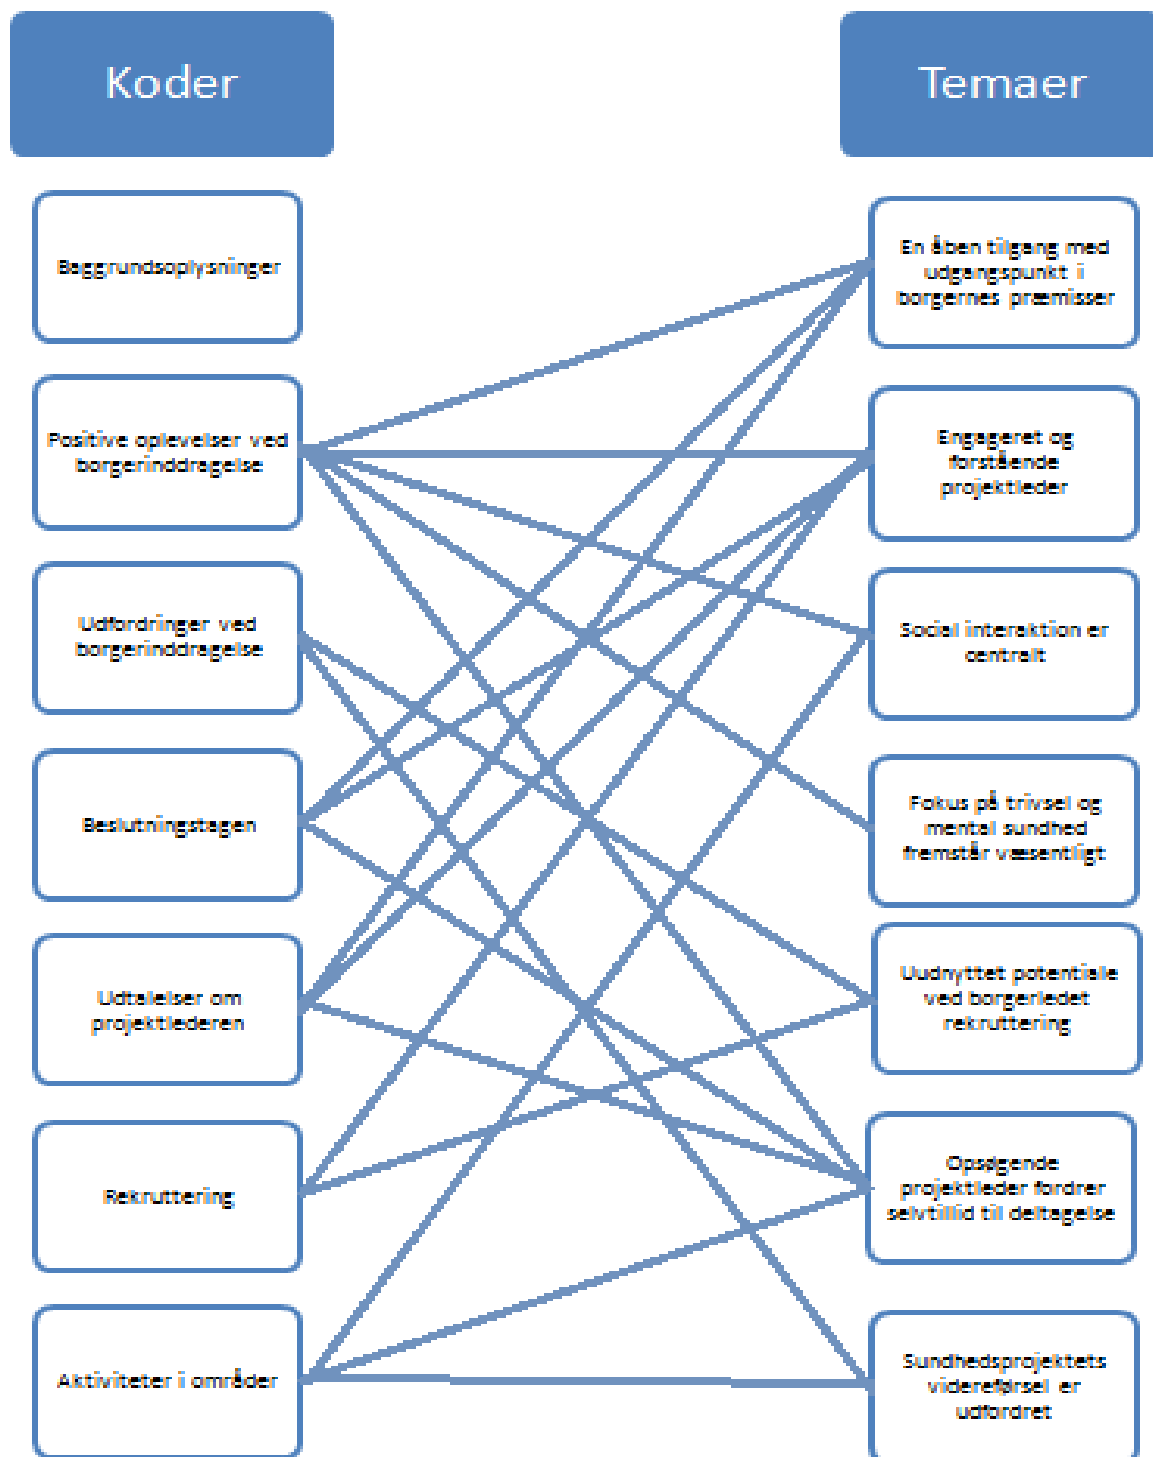 Koder
Baggrundsoplysninger
Positive oplevelser ved
borgerinddragelse
Udfordringer ved
borgerinddragelse
Beslutningstagen
Udtalelser om
projektlederen
Rekruttering
Aktiviteter i områder
Temaer
En åben tilgang med
udgangspunkt i
borgernes præmisser
Engageret og
forstående
projektleder
Social interaktion er
centralt
Fokus på trivsel og
mental sundhed
fremstår væsentligt
Uudnyttet potentiale
ved borgerledet
rekruttering
Opsøgende
projektleder fordrer
selvtillid til deltagelse
Sundhedsprojektets
videreførsel er
udfordret